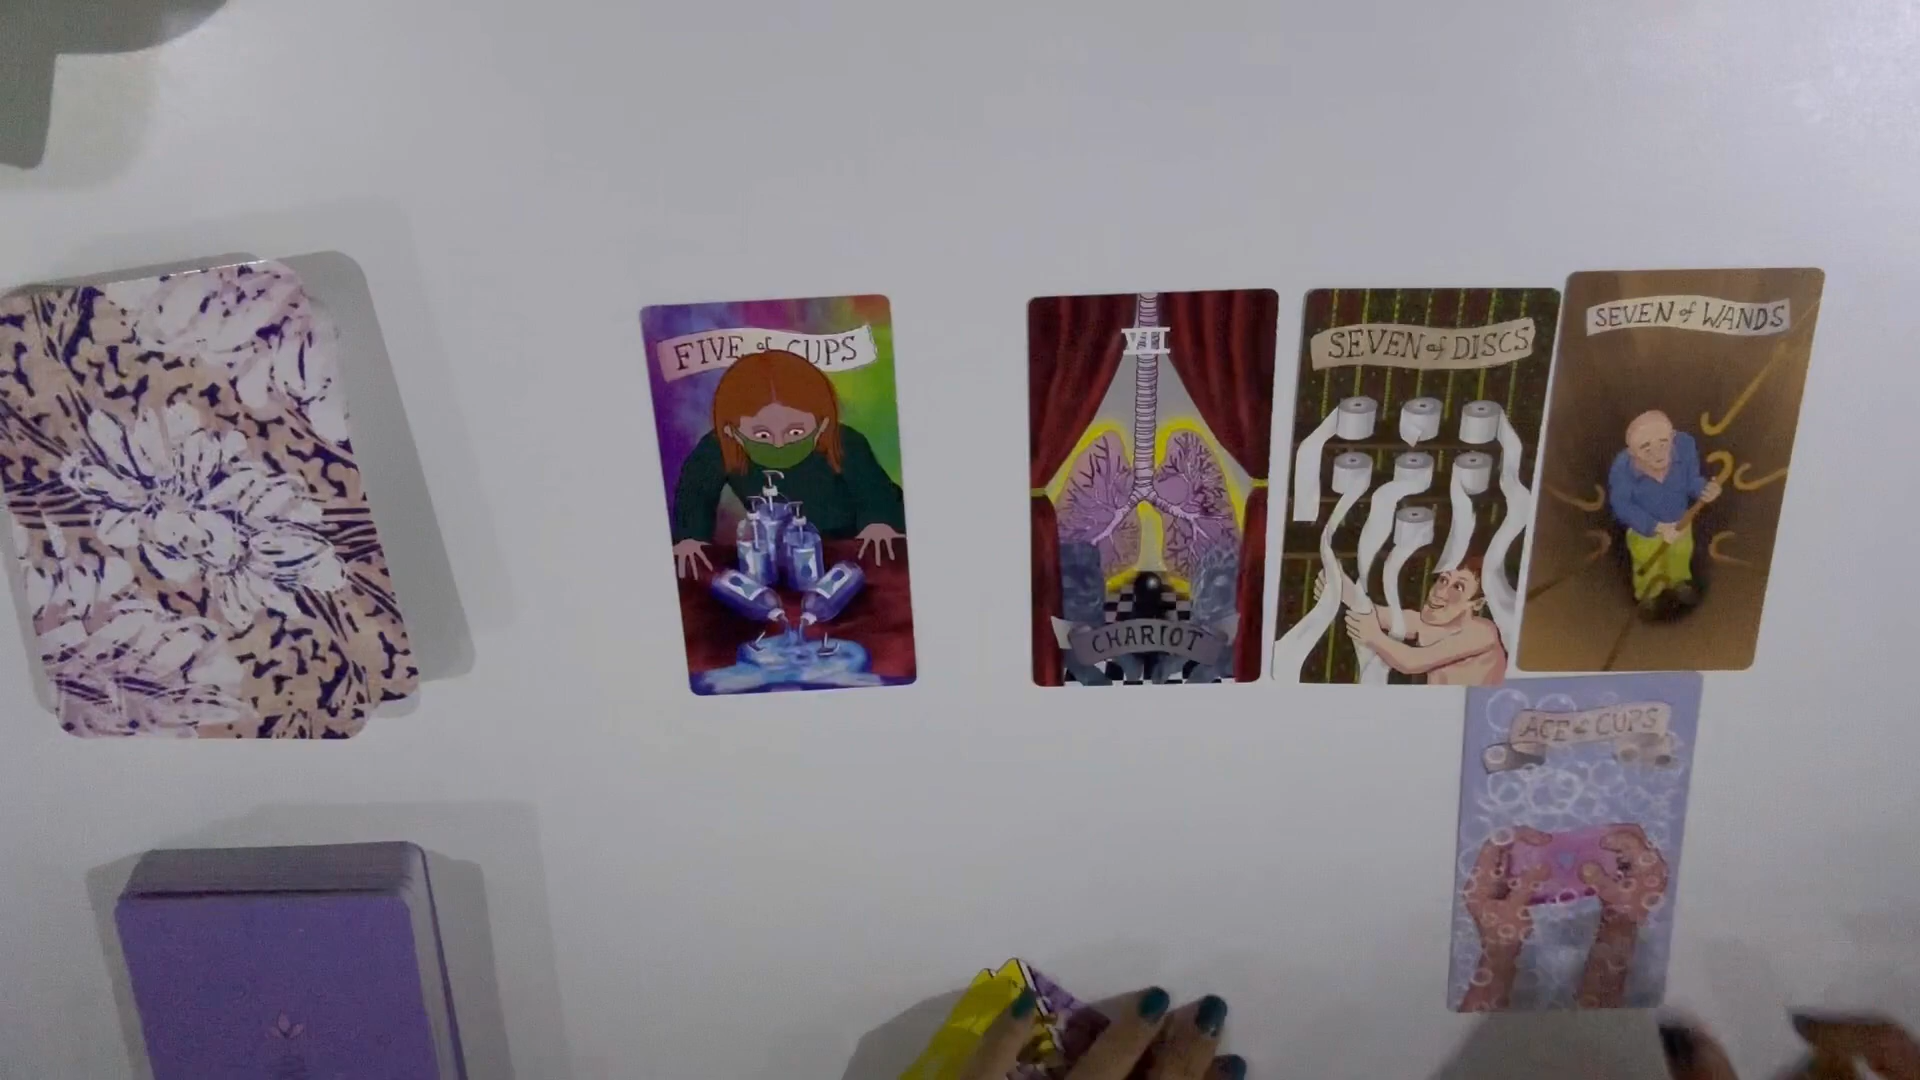 FIVE of CUPS
VII
CHARIOT
SEVEN of DISCS
SEVEN of WANDS
ACE of CUPS